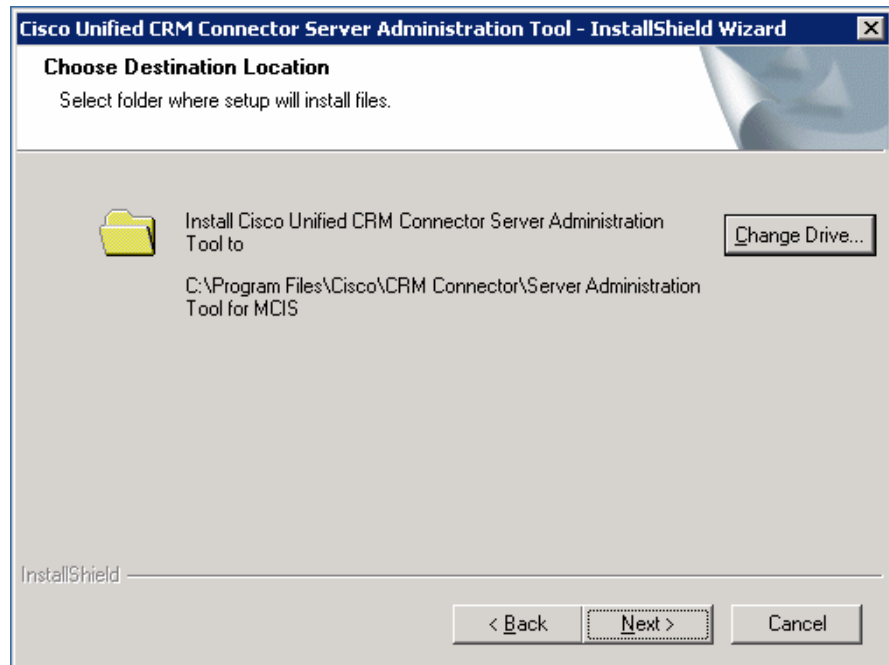 Cisco Unified CRM Connector Server Administration Tool - InstallShield Wizard
Choose Destination Location
Select folder where setup will install files.
Install Cisco Unified CRM Connector Server Administration
Tool to
Change Drive...
C:\Program Files\Cisco\CRM Connector\Server Administration
Tool for MCIS
InstallShield
< Back
Next >
Cancel